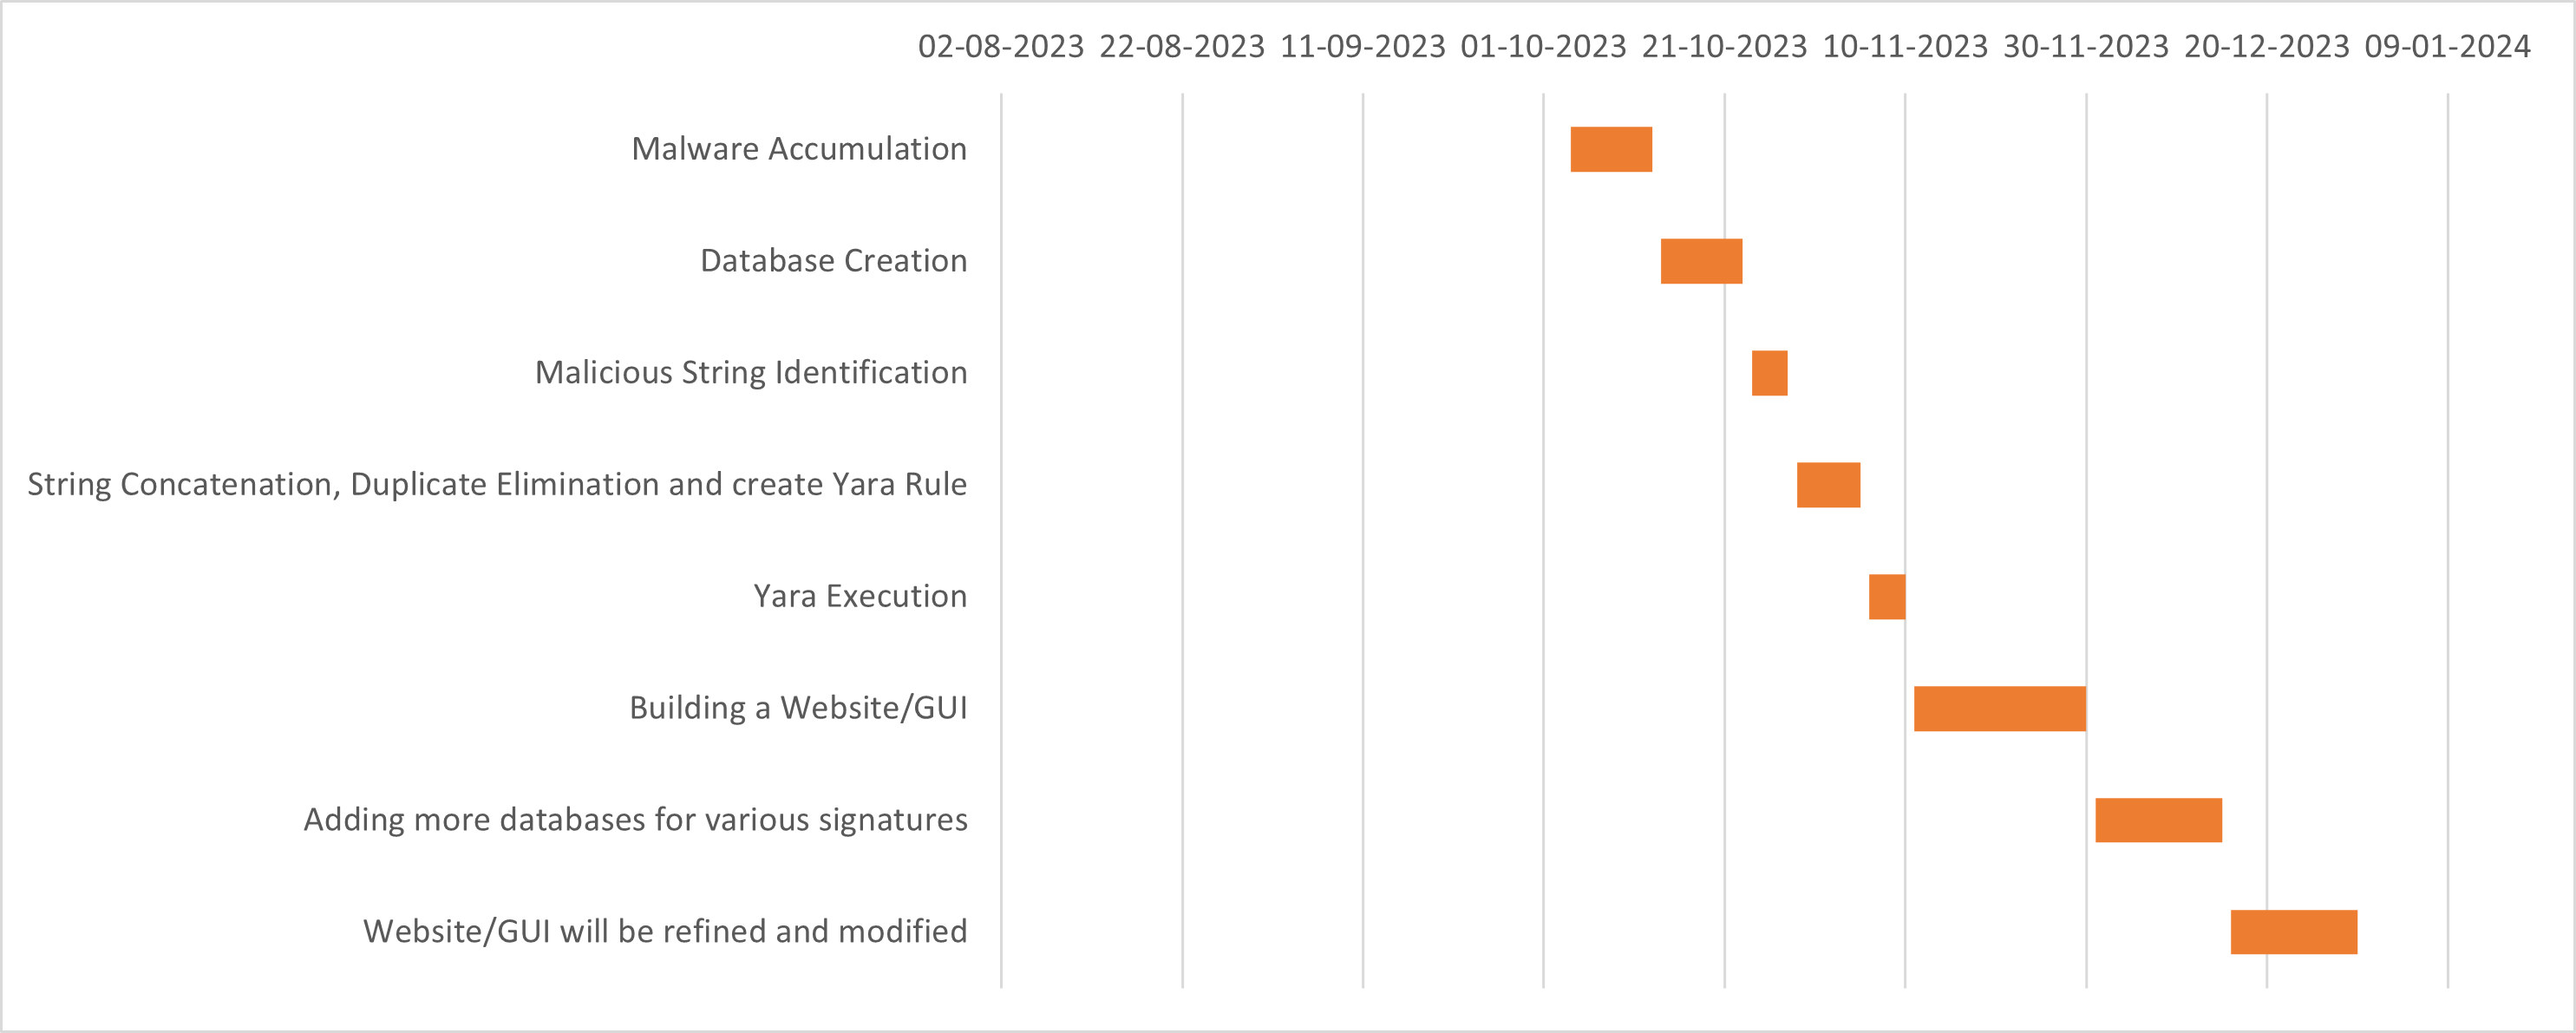 02-08-2023 22-08-2023 11-09-2023 01-10-2023 21-10-2023 10-11-2023 30-11-2023 20-12-2023 09-01-2024
Malware Accumulation
Database Creation
Malicious String Identification
String Concatenation, Duplicate Elimination and create Yara Rule
Yara Execution
Building a Website/GUI
Adding more databases for various signatures
Website/GUI will be refined and modified